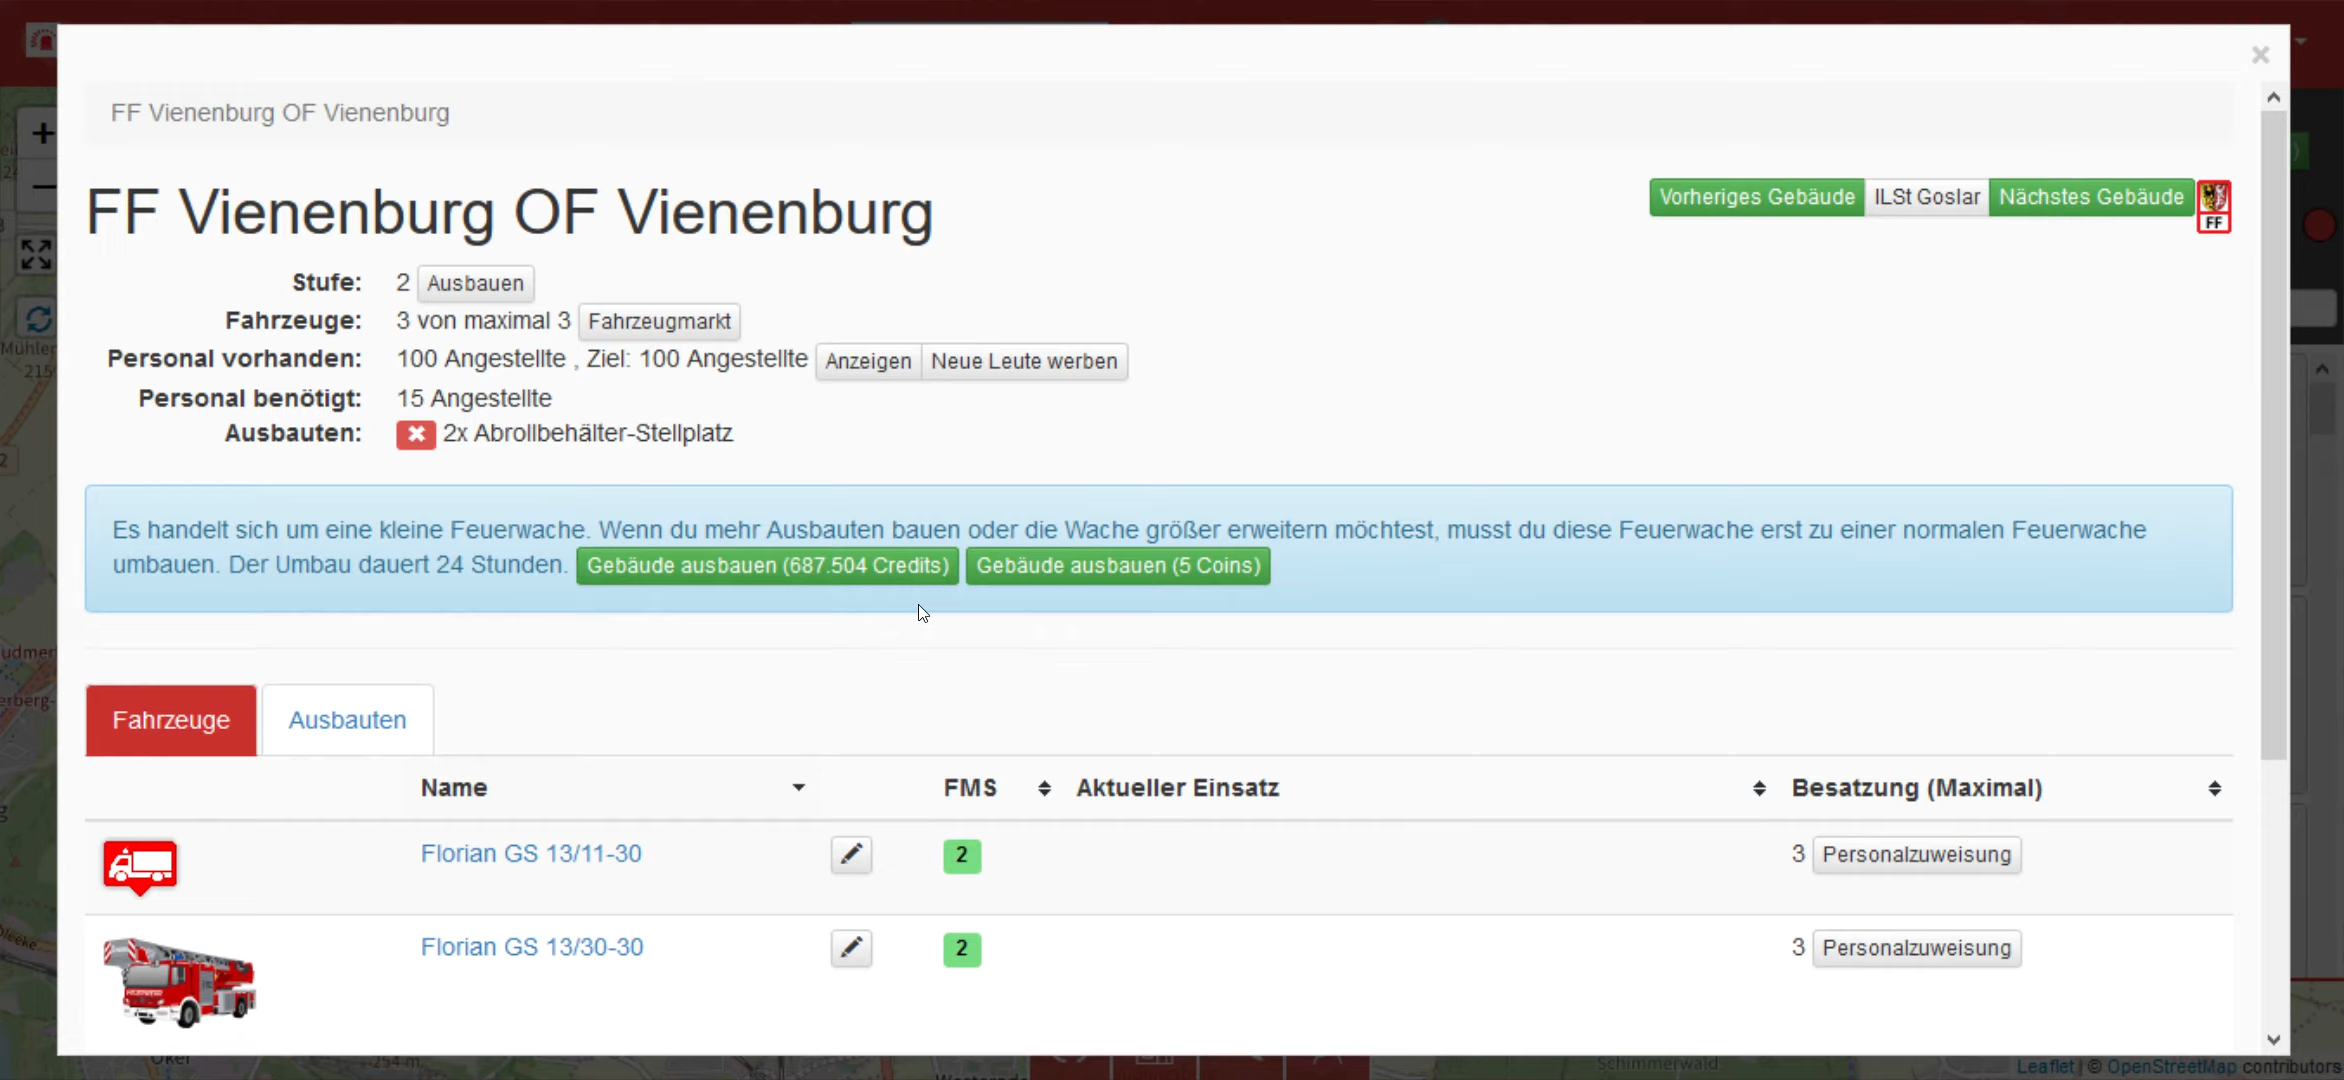 FF Vienenburg OF Vienenburg
FF Vienenburg OF Vienenburg
Vorheriges Gebäude ILSt Goslar Nächstes Gebäude
FF
Stufe: 2 Ausbauen
Fahrzeuge: 3 von maximal 3 Fahrzeugmarkt
Personal vorhanden: 100 Angestellte , Ziel: 100 Angestellte Anzeigen Neue Leute werben
Personal benötigt: 15 Angestellte
Ausbauten: 2x Abrollbehälter-Stellplatz
Es handelt sich um eine kleine Feuerwache. Wenn du mehr Ausbauten bauen oder die Wache größer erweitern möchtest, musst du diese Feuerwache erst zu einer normalen Feuerwache
umbauen. Der Umbau dauert 24 Stunden. Gebäude ausbauen (687.504 Credits) Gebäude ausbauen (5 Coins)
Fahrzeuge Ausbauten
Name FMS Aktueller Einsatz Besatzung (Maximal)
Florian GS 13/11-30 2 3 Personalzuweisung
Florian GS 13/30-30 2 3 Personalzuweisung
Schimmerwald
Leaflet | © OpenStreetMap contributors